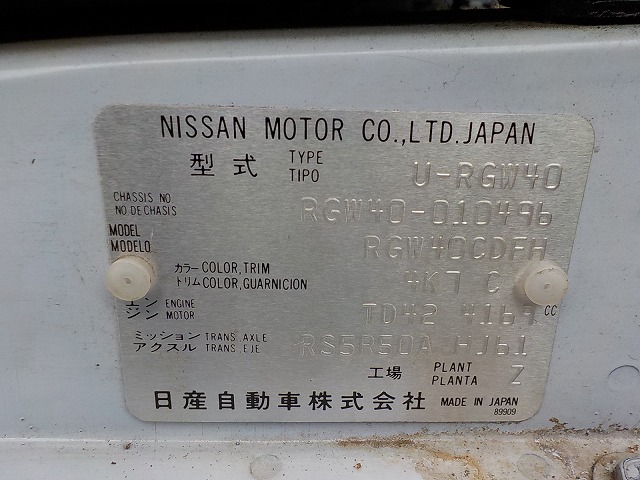 NISSAN MOTOR CO.,LTD.JAPAN
型式 TYPE TIPO U-RGW40
CHASSIS NO NO DE CHASIS RGW40-010496
MODEL MODELO RGW40CDFH
カラー COLOR,TRIM トリム COLOR,GUARNICION 4K7 C
エンジン ENGINE MOTOR TD42 4169 CC
ミッション TRANS. AXLE アクスル TRANS. EJE RS5R50A HJ61
工場 PLANT PLANTA Z
日産自動車株式会社 MADE IN JAPAN
89909